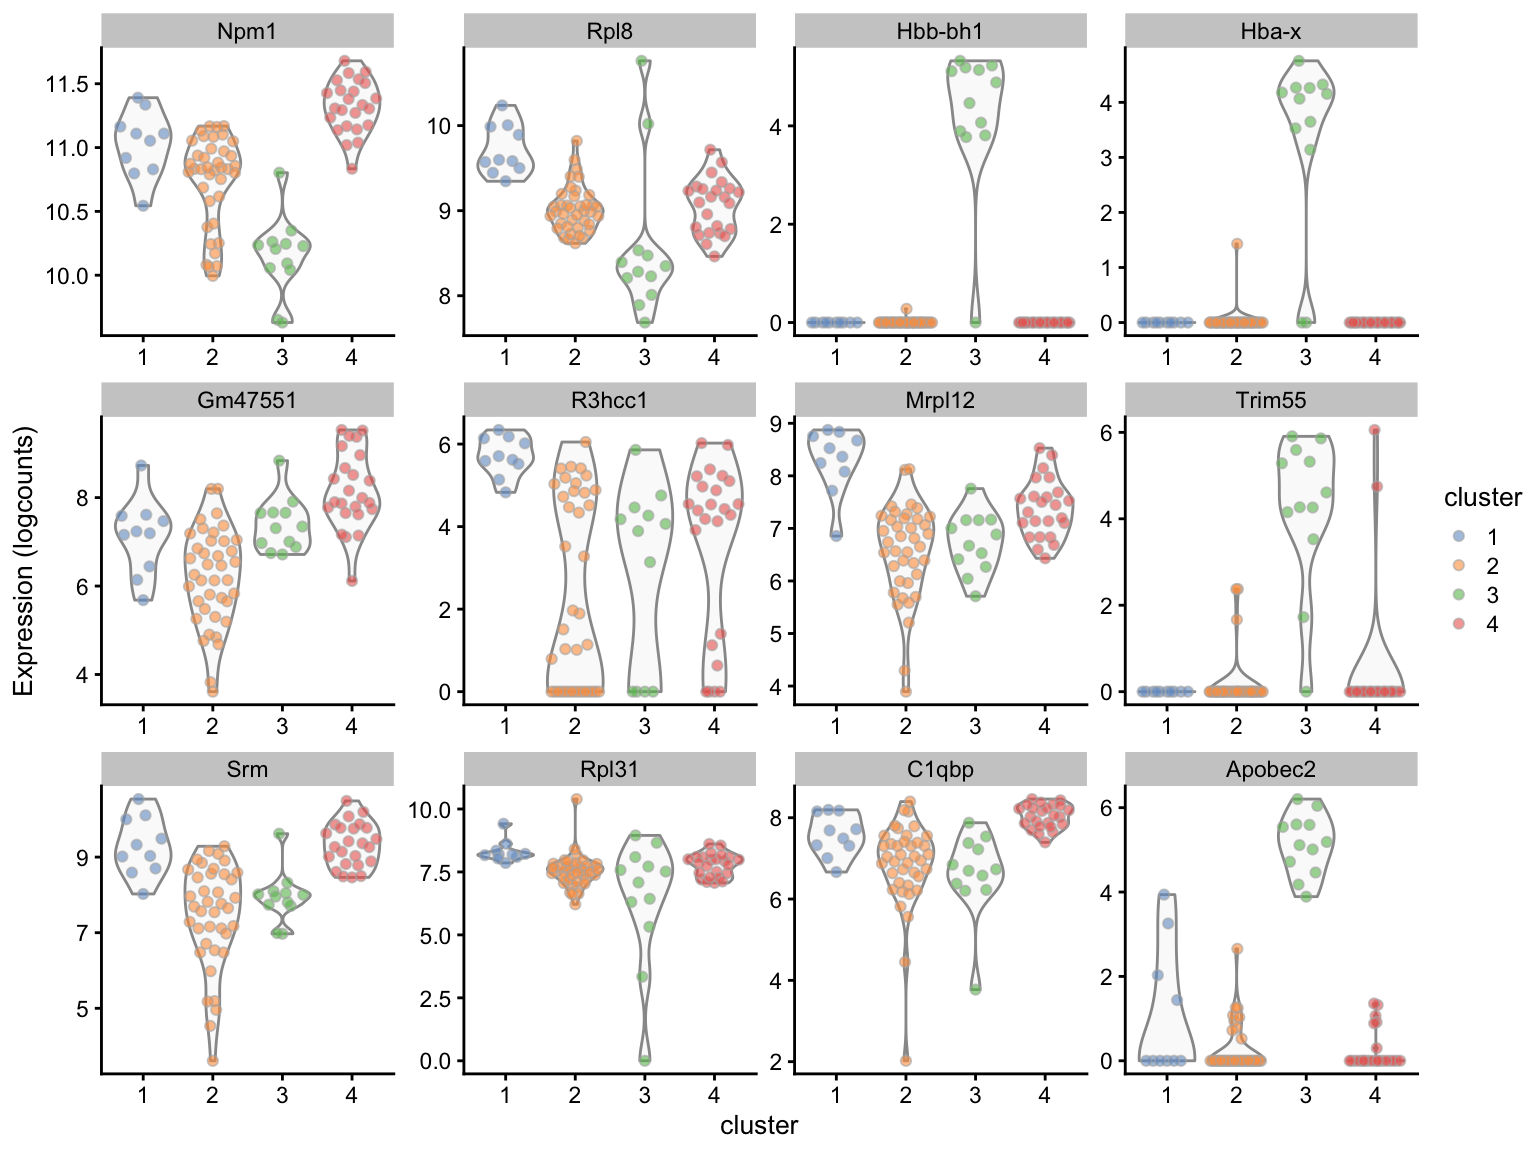 Npm1 Rpl8 Hbb-bh1 Hba-x
11.5 11.0 10.5 10.0
10 9 8
4 2 0
4 3 2 1 0
1 2 3 4 1 2 3 4 1 2 3 4 1 2 3 4
Gm47551 R3hcc1 Mrpl12 Trim55
8 6 4
6 4 2 0
9 8 7 6 5 4
6 4 2 0
1 2 3 4 1 2 3 4 1 2 3 4 1 2 3 4
Srm Rpl31 C1qbp Apobec2
9 7 5
10.0 7.5 5.0 2.5 0.0
8 6 4 2
6 4 2 0
1 2 3 4 1 2 3 4 1 2 3 4 1 2 3 4
Expression (logcounts)
cluster
cluster
1
2
3
4